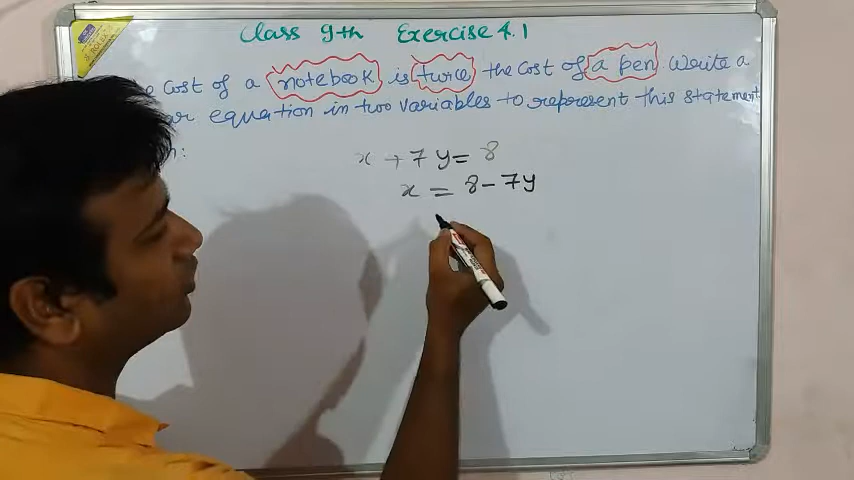 Class 9th Exercise 4.1
cost of a notebook is twice the cost of a pen write a
equation in two variables to represent this statement
x + 7y = 8
x = 8 - 7y